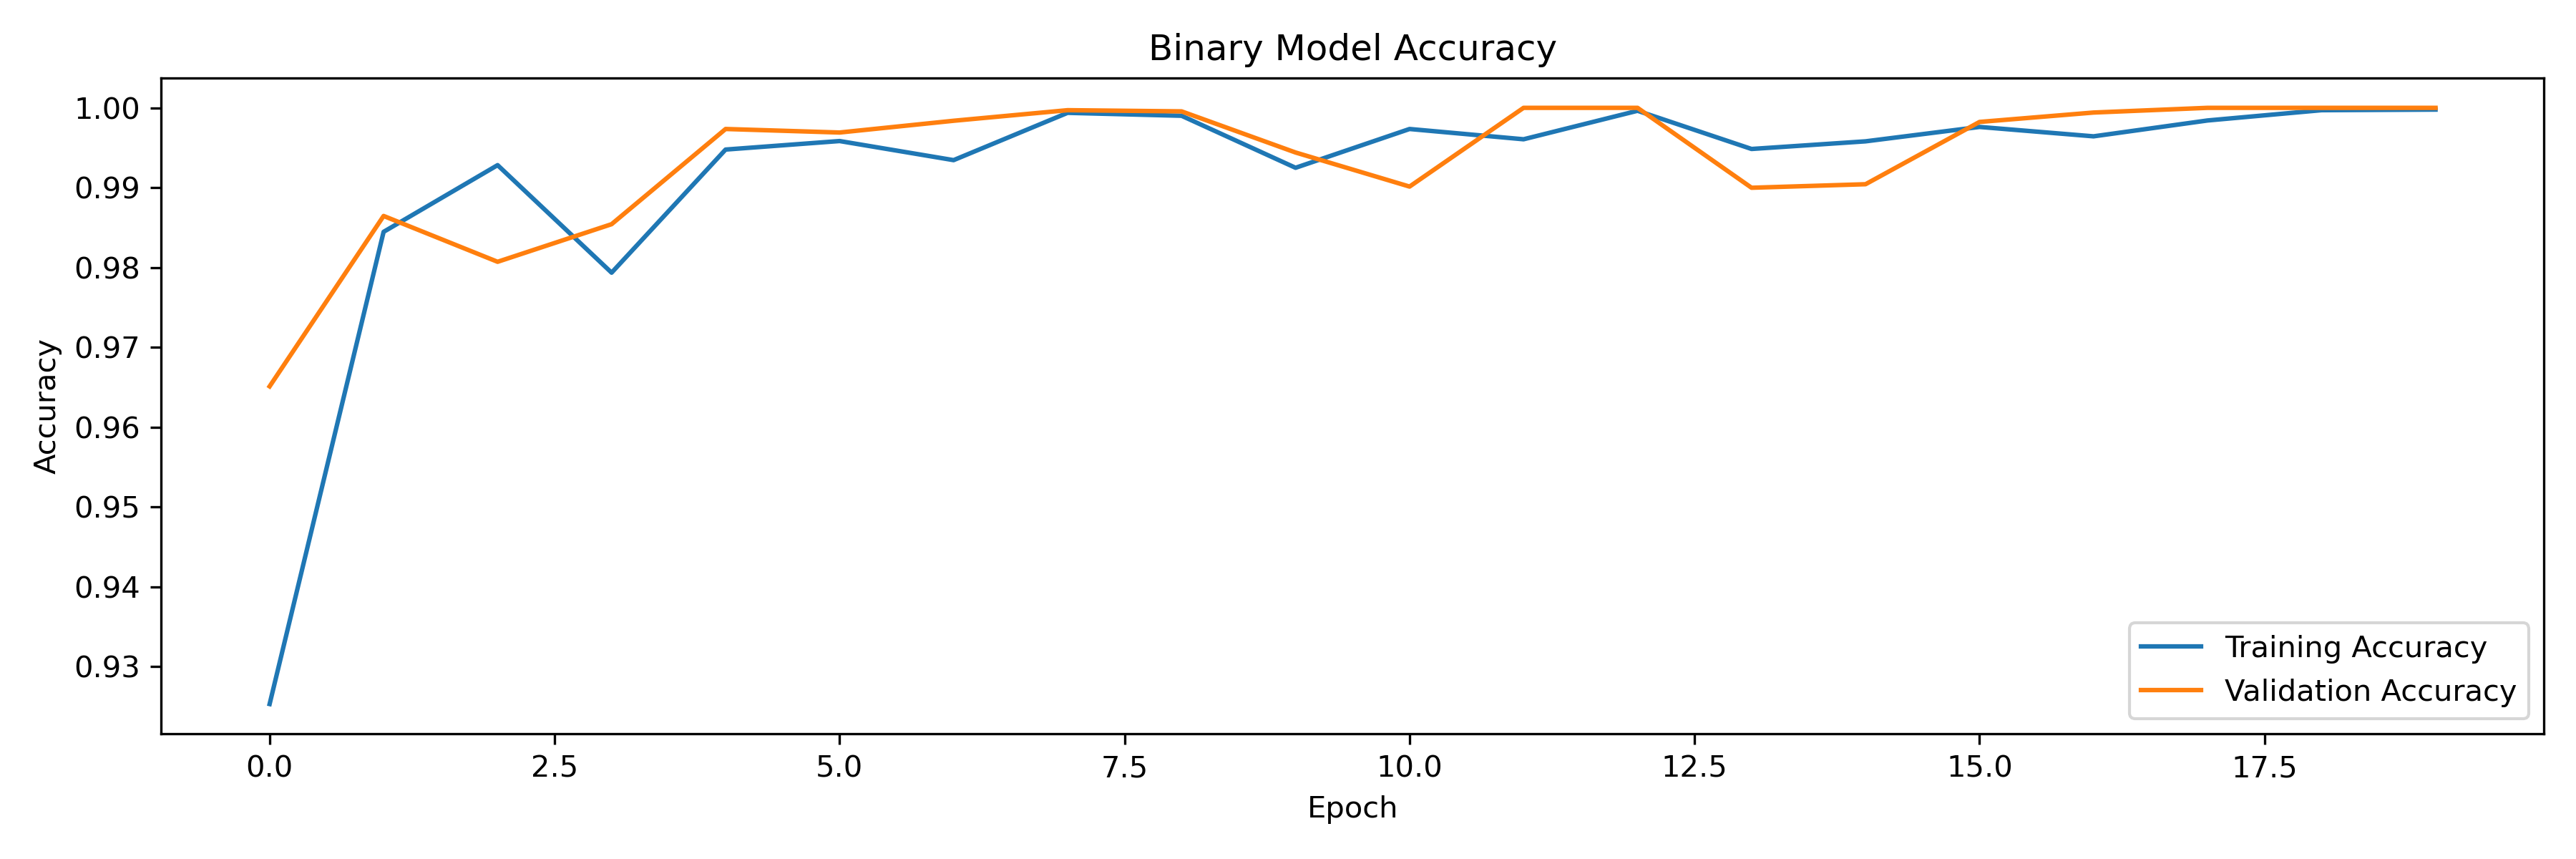 Binary Model Accuracy
1.00
0.99
0.98
0.97
0.96
0.95
0.94
0.93
Accuracy
Training Accuracy
Validation Accuracy
0.0 2.5 5.0 7.5 10.0 12.5 15.0 17.5
Epoch